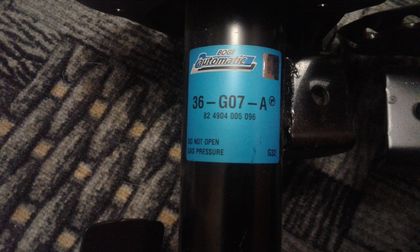 BOGE
Automatic
36-G07-A
82 4904 005 096
DO NOT OPEN
GAS PRESSURE